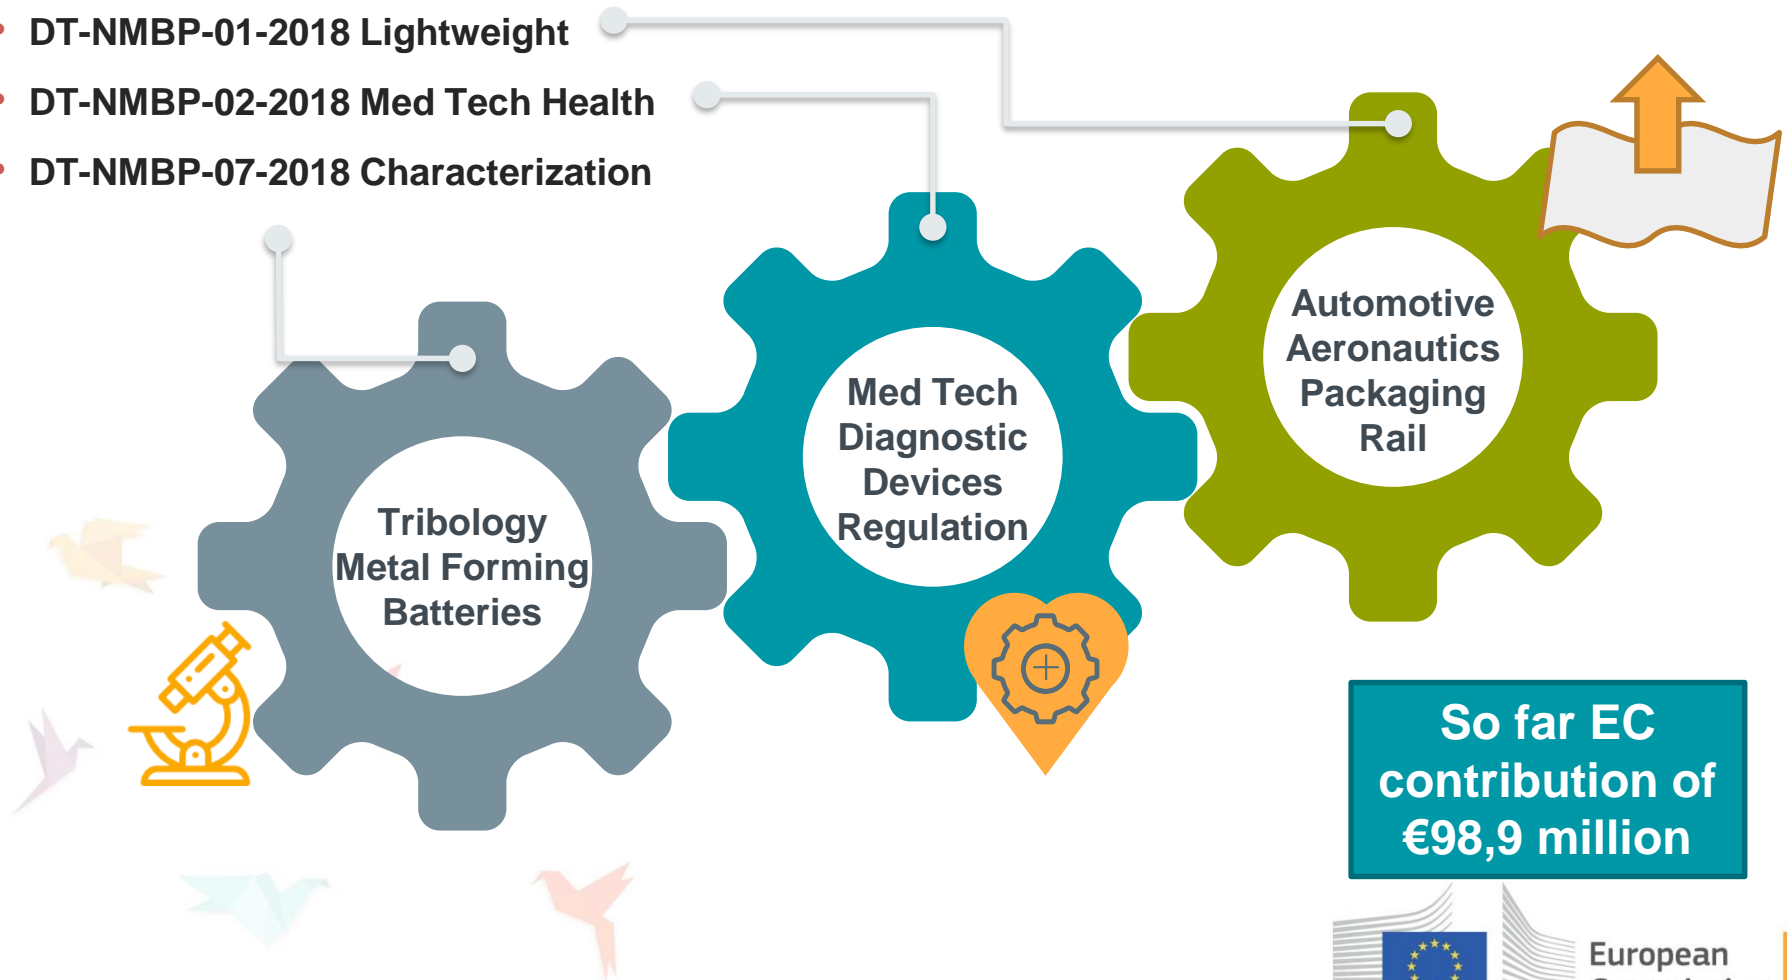 • DT-NMBP-01-2018 Lightweight
• DT-NMBP-02-2018 Med Tech Health
• DT-NMBP-07-2018 Characterization
Automotive
Aeronautics
Packaging
Rail
Med Tech
Diagnostic
Devices
Regulation
Tribology
Metal Forming
Batteries
So far EC
contribution of
€98,9 million
European